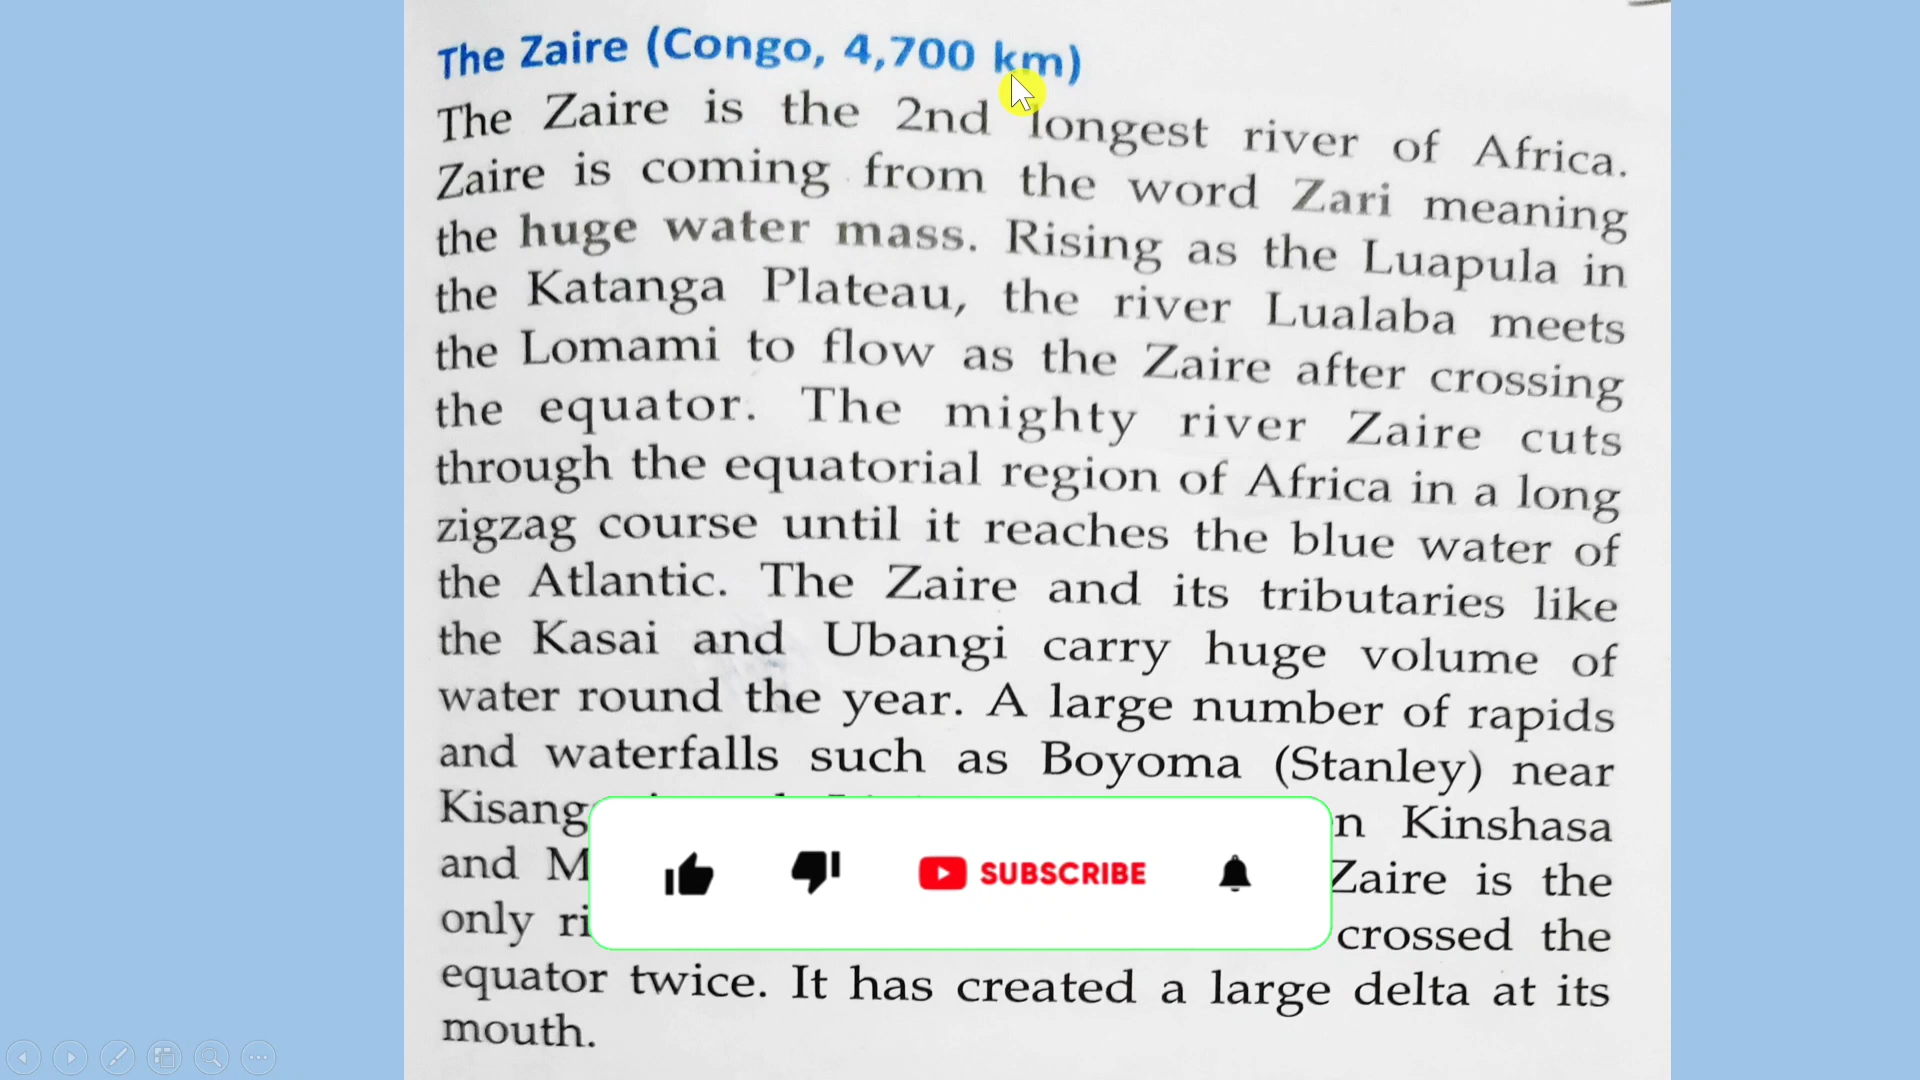 The Zaire (Congo, 4,700 km)
The Zaire is the 2nd longest river of Africa.
Zaire is coming from the word Zari meaning
the huge water mass. Rising as the Luapula in
the Katanga Plateau, the river Lualaba meets
the Lomami to flow as the Zaire after crossing
the equator. The mighty river Zaire cuts
through the equatorial region of Africa in a long
zigzag course until it reaches the blue water of
the Atlantic. The Zaire and its tributaries like
the Kasai and Ubangi carry huge volume of
water round the year. A large number of rapids
and waterfalls such as Boyoma (Stanley) near
Kinshasa
and Zaire is the
only crossed the
SUBSCRIBE
equator twice. It has created a large delta at its
mouth.